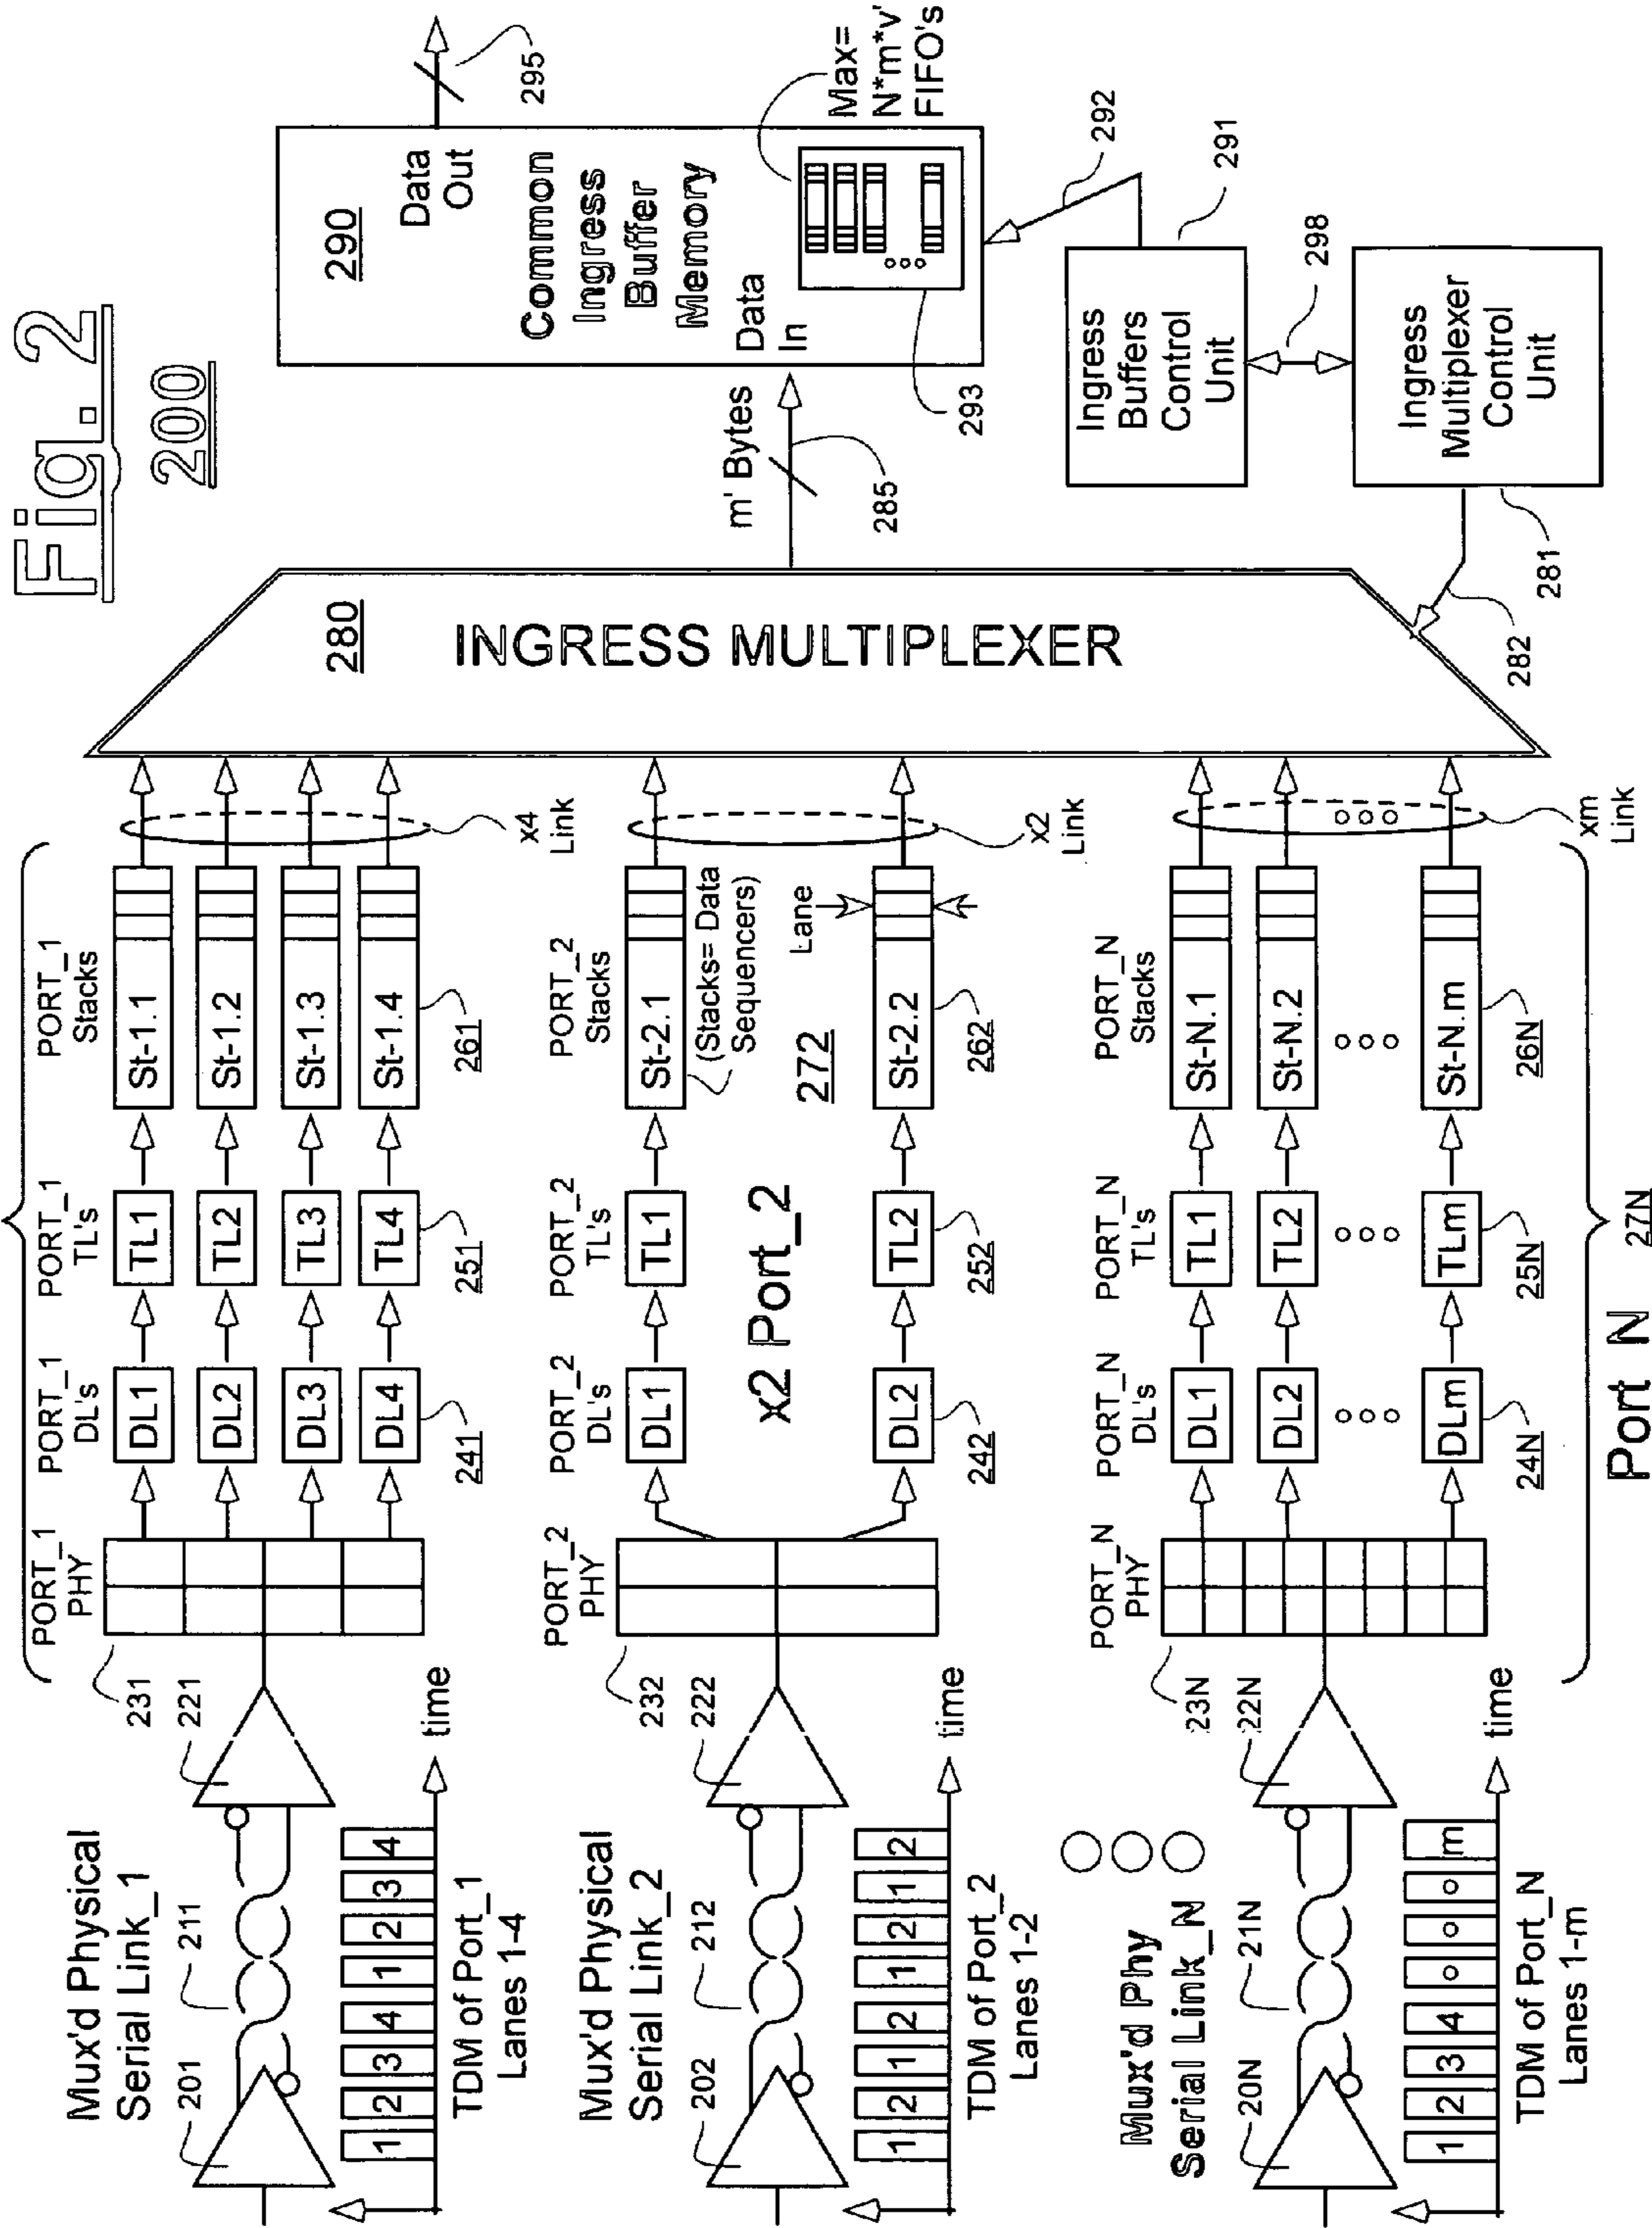 Fig. 2
200
Mux'd Physical
Serial Link_1
201
211
221
231
1 2 3 4 1 2 3 4
time
TDM of Port_1
Lanes 1-4
PORT_1
PHY
PORT_1
DL's
PORT_1
TL's
PORT_1
Stacks
DL1
TL1
St-1.1
DL2
TL2
St-1.2
DL3
TL3
St-1.3
DL4
TL4
St-1.4
241
251
261
x4
Link
Mux'd Physical
Serial Link_2
202
212
222
232
1 2 1 2 1 2 1 2
time
TDM of Port_2
Lanes 1-2
PORT_2
PHY
PORT_2
DL's
PORT_2
TL's
PORT_2
Stacks
DL1
TL1
St-2.1
(Stacks= Data
Sequencers)
x2 Port_2
272
Lane
DL2
TL2
St-2.2
242
252
262
x2
Link
Mux'd Phy
Serial Link_N
20N
21N
22N
23N
1 2 3 4 o o o m
time
TDM of Port_N
Lanes 1-m
PORT_N
PHY
PORT_N
DL's
PORT_N
TL's
PORT_N
Stacks
DL1
TL1
St-N.1
DL2
TL2
St-N.2
DLm
TLm
St-N.m
24N
25N
26N
xm
Link
Port N
27N
280
INGRESS MULTIPLEXER
282
281
m' Bytes
285
290
Data
Out
Common
Ingress
Buffer
Memory
Data
In
295
Max=
N*m*v'
FIFO's
293
292
Ingress
Buffers
Control
Unit
291
298
Ingress
Multiplexer
Control
Unit